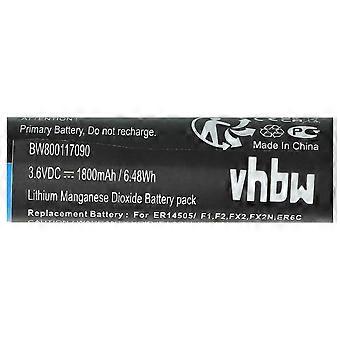 ATTENTION!
Primary Battery, Do not recharge.
BW800117090
3.6VDC ⎓ 1800mAh / 6.48Wh
Lithium Manganese Dioxide Battery pack
Replacement Battery : For ER14505/ F1,F2,FX2,FX2N,ER6C
Made in China
vhbw